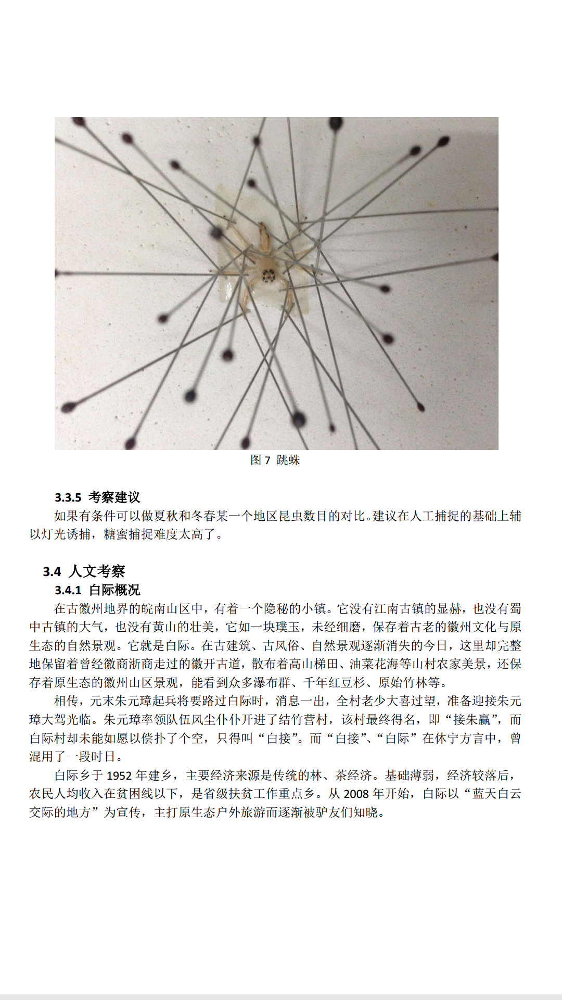 图 7 跳蛛
3.3.5 考察建议
如果有条件可以做夏秋和冬春某一个地区昆虫数目的对比。建议在人工捕捉的基础上辅
以灯光诱捕，糖蜜捕捉难度太高了。
3.4 人文考察
3.4.1 白际概况
在古徽州地界的皖南山区中，有着一个隐秘的小镇。它没有江南古镇的显赫，也没有蜀
中古镇的大气，也没有黄山的壮美，它如一块璞玉，未经细磨，保存着古老的徽州文化与原
生态的自然景观。它就是白际。在古建筑、古风俗、自然景观逐渐消失的今日，这里却完整
地保留着曾经徽商浙商走过的徽开古道，散布着高山梯田、油菜花海等山村农家美景，还保
存着原生态的徽州山区景观，能看到众多瀑布群、千年红豆杉、原始竹林等。
相传，元末朱元璋起兵将要路过白际时，消息一出，全村老少大喜过望，准备迎接朱元
璋大驾光临。朱元璋率领队伍风尘仆仆开进了结竹营村，该村最终得名，即“接朱赢”，而
白际村却未能如愿以偿扑了个空，只得叫“白接”。而“白接”、“白际”在休宁方言中，曾
混用了一段时日。
白际乡于 1952 年建乡，主要经济来源是传统的林、茶经济。基础薄弱，经济较落后，
农民人均收入在贫困线以下，是省级扶贫工作重点乡。从 2008 年开始，白际以“蓝天白云
交际的地方”为宣传，主打原生态户外旅游而逐渐被驴友们知晓。